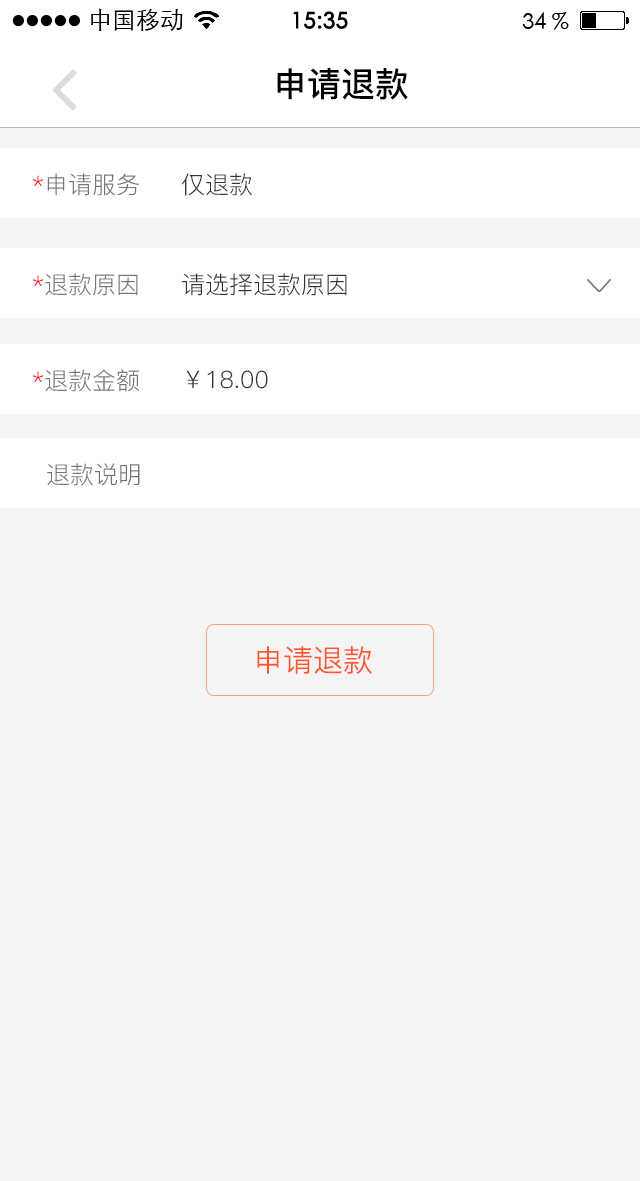 中国移动 15:35 34%
申请退款
*申请服务 仅退款
*退款原因 请选择退款原因
*退款金额 ¥18.00
退款说明
申请退款